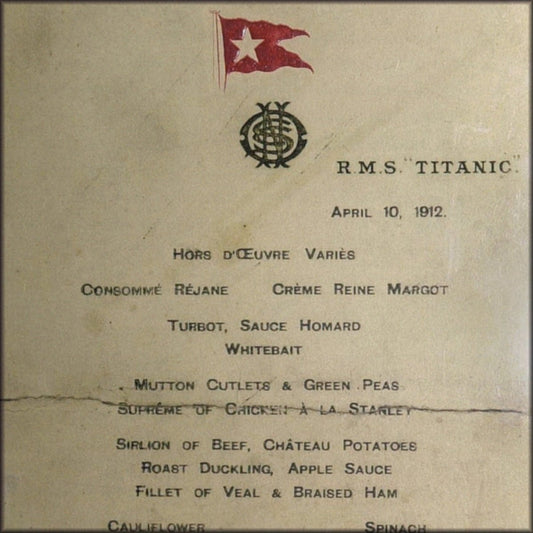 R.M.S. "TITANIC."
APRIL 10, 1912.
HORS D'ŒUVRE VARIÈS
CONSOMMÉ RÉJANE CRÈME REINE MARGOT
TURBOT, SAUCE HOMARD
WHITEBAIT
MUTTON CUTLETS & GREEN PEAS
SUPRÊME OF CHICKEN À LA STANLEY
SIRLION OF BEEF, CHÂTEAU POTATOES
ROAST DUCKLING, APPLE SAUCE
FILLET OF VEAL & BRAISED HAM
CAULIFLOWER SPINACH